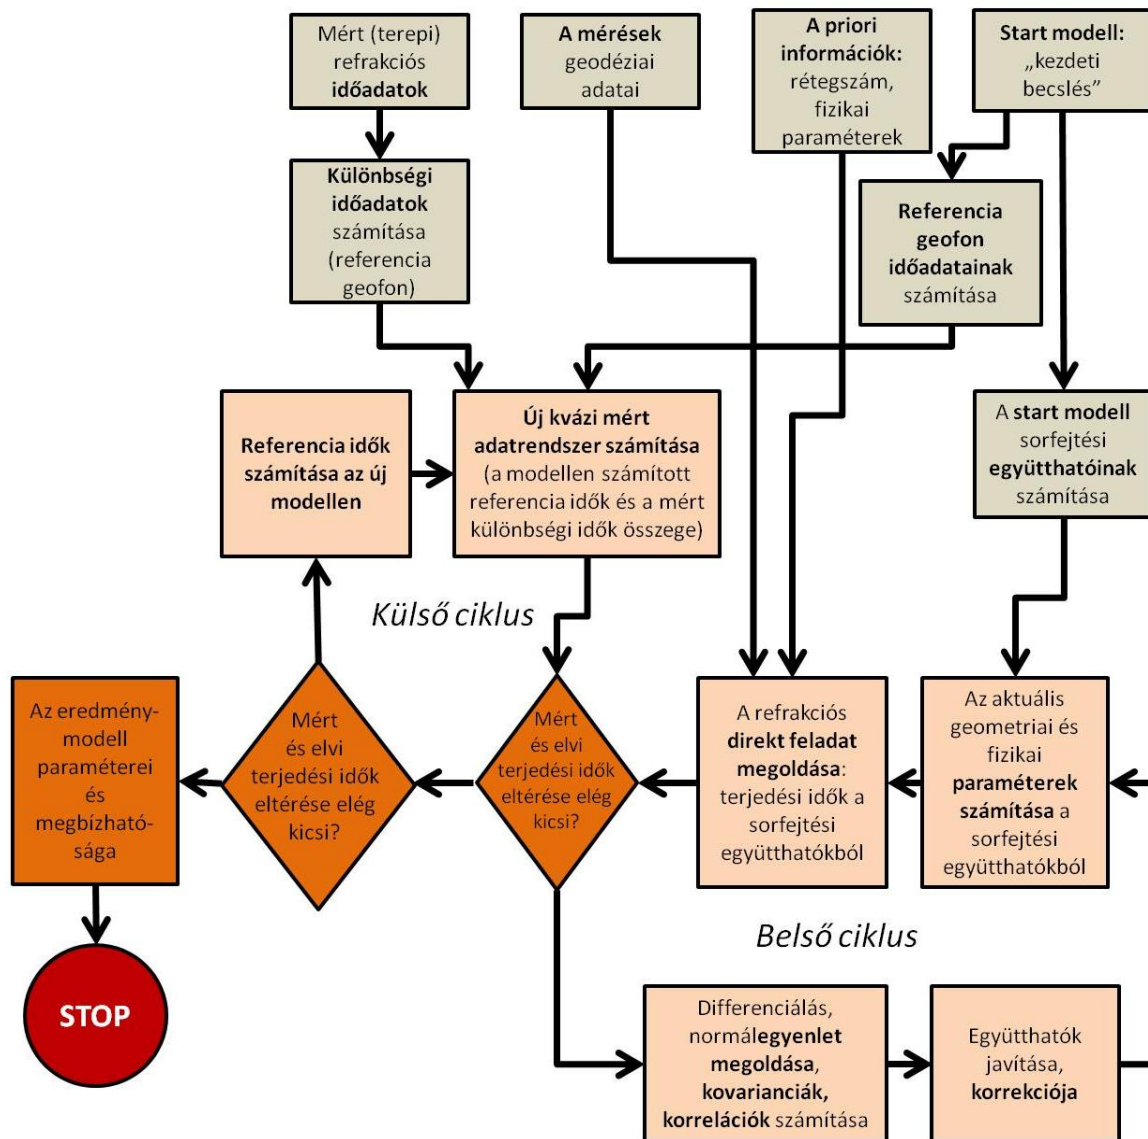 Mért (terepi)
refrakciós
időadatok
A mérések
geodéziai
adatai
A priori
információk:
rétegszám,
fizikai
paraméterek
Start modell:
„kezdeti
becslés”
Különbségi
időadatok
számítása
(referencia
geofon)
Referencia
geofon
időadatainak
számítása
Referencia idők
számítása az új
modellen
Új kvázi mért
adatrendszer számítása
(a modellen számított
referencia idők és a mért
különbségi idők összege)
A start modell
sorfejtési
együtthatóinak
számítása
Külső ciklus
Az eredmény-
modell
paraméterei
és
megbízható-
sága
Mért
és elvi
terjedési idők
eltérése elég
kicsi?
Mért
és elvi
terjedési idők
eltérése elég
kicsi?
A refrakciós
direkt feladat
megoldása:
terjedési idők a
sorfejtési
együtthatókból
Az aktuális
geometriai és
fizikai
paraméterek
számítása a
sorfejtési
együtthatókból
Belső ciklus
STOP
Differenciálás,
normálegyenlet
megoldása,
kovarianciák,
korrelációk számítása
Együtthatók
javítása,
korrekciója